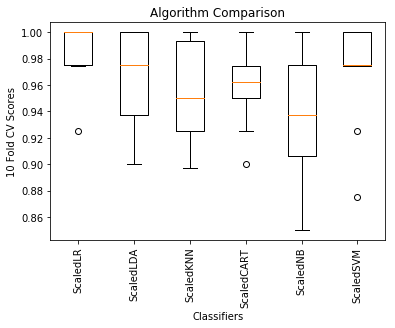 Algorithm Comparison
10 Fold CV Scores
1.00
0.98
0.96
0.94
0.92
0.90
0.88
0.86
ScaledLR
ScaledLDA
ScaledKNN
ScaledCART
ScaledNB
ScaledSVM
Classifiers